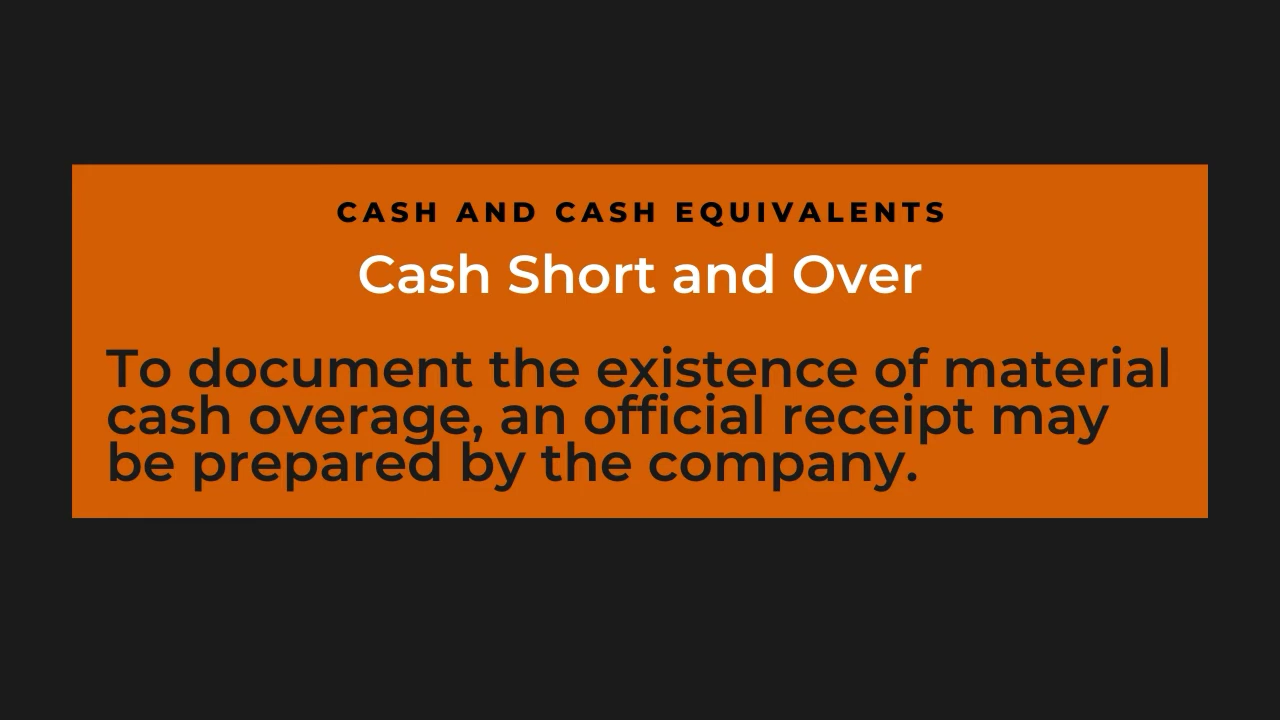 CASH AND CASH EQUIVALENTS
Cash Short and Over
To document the existence of material
cash overage, an official receipt may
be prepared by the company.